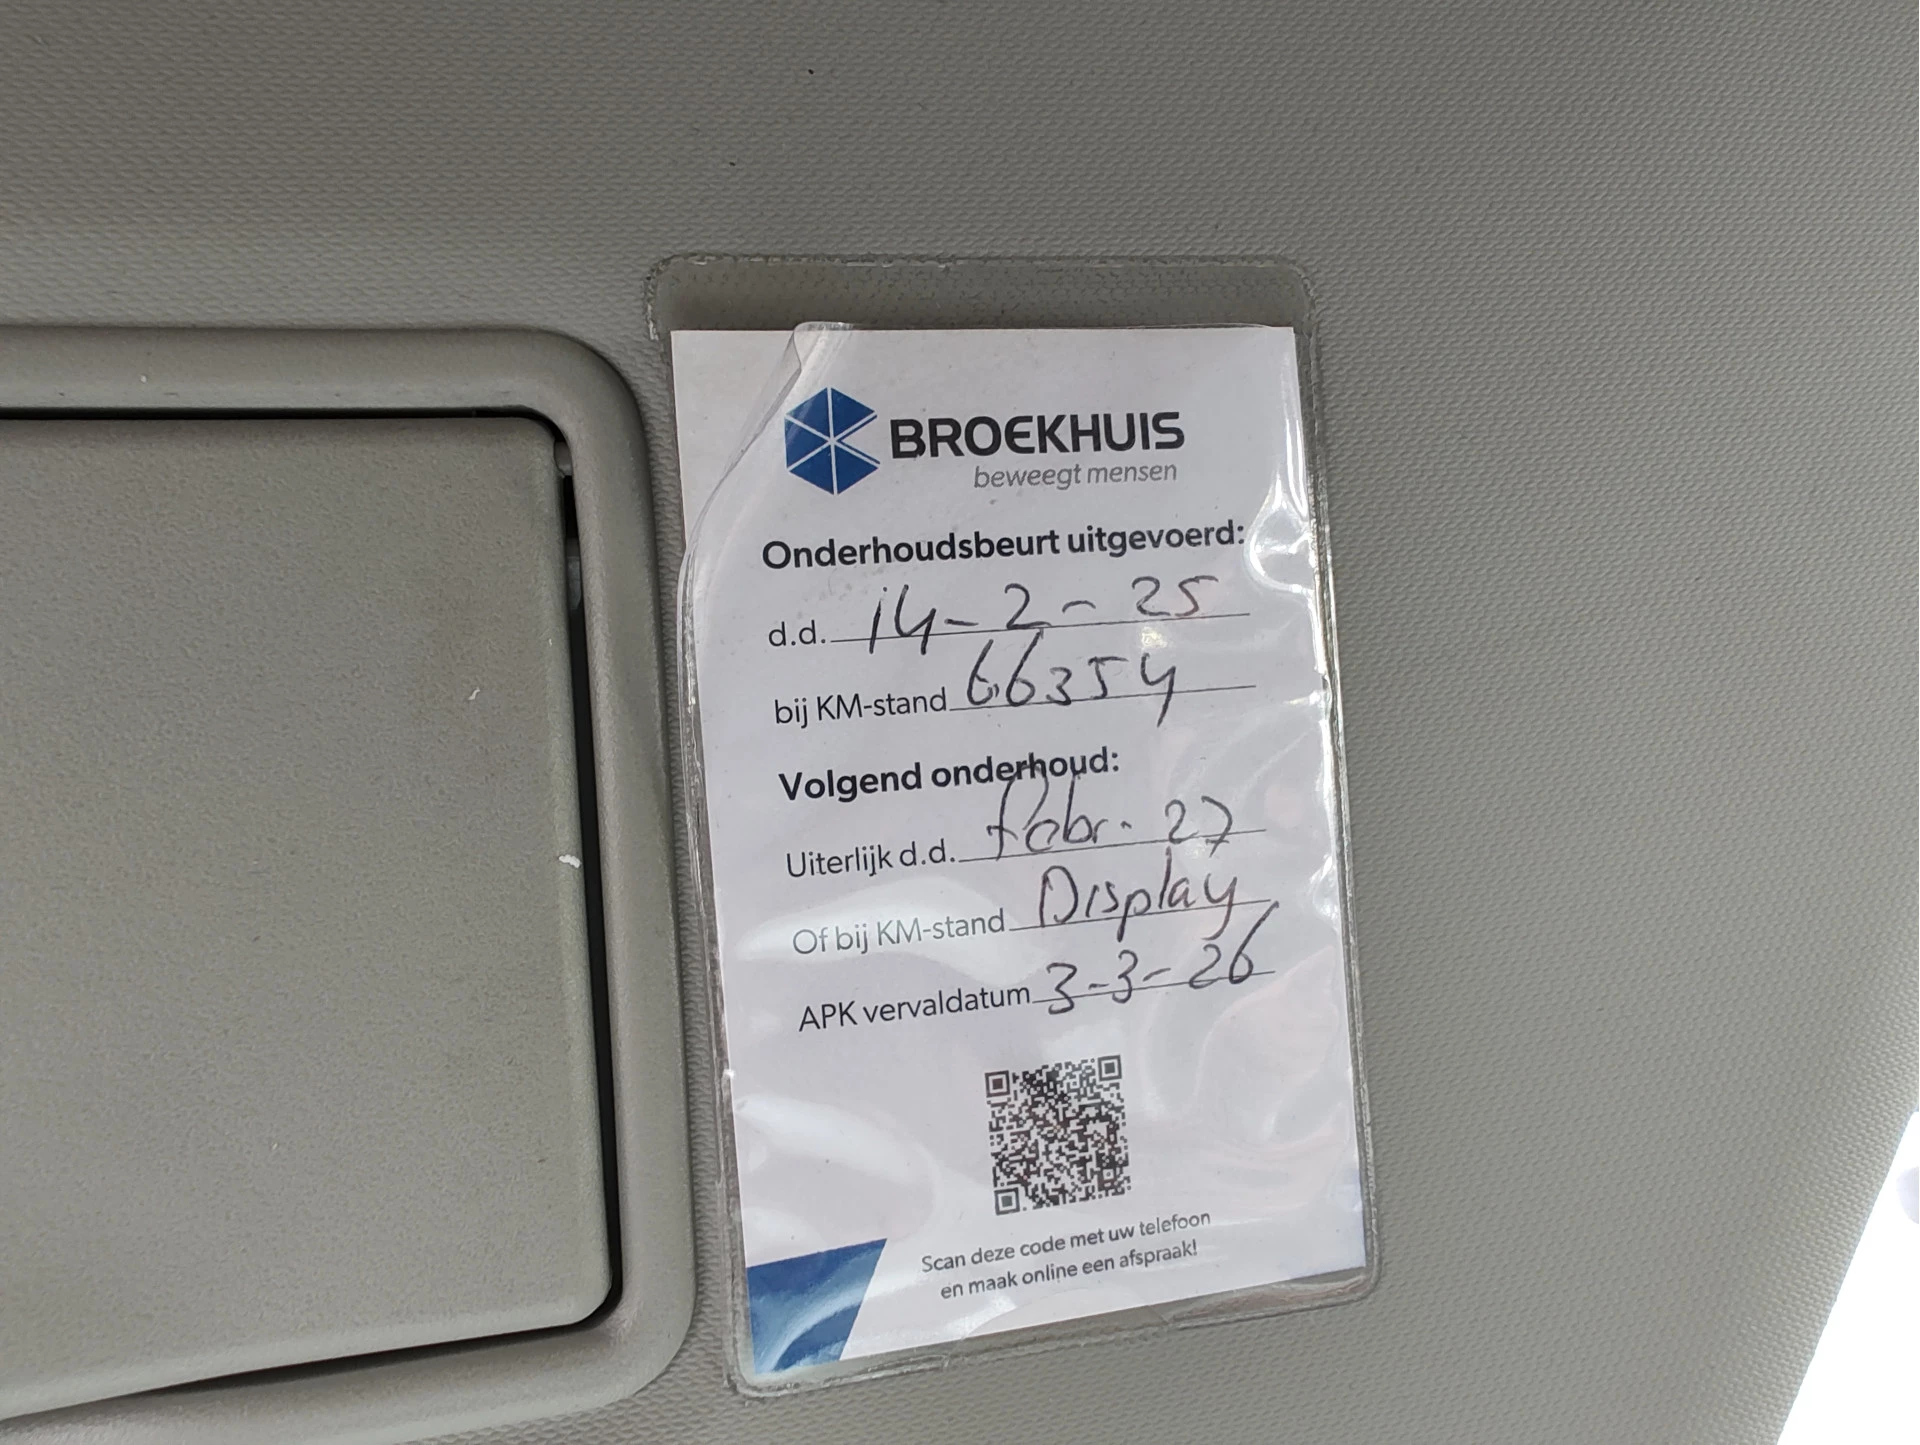 BROEKHUIS
beweegt mensen
Onderhoudsbeurt uitgevoerd:
d.d. 14-2-25
bij KM-stand 66354
Volgend onderhoud:
Uiterlijk d.d. febr. 27
Of bij KM-stand Display
APK vervaldatum 3-3-26
Scan deze code met uw telefoon
en maak online een afspraak!